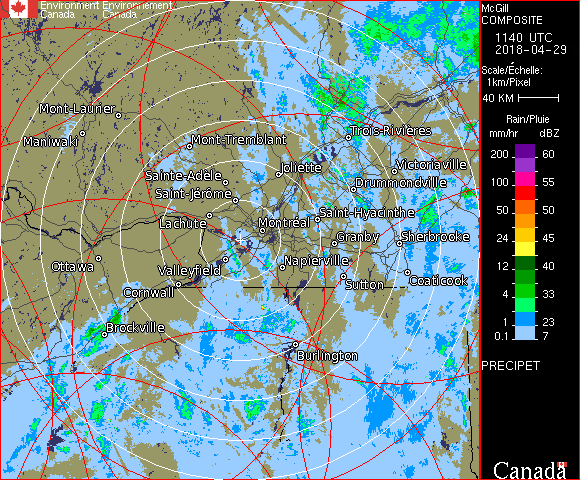 Environment Environnement
Canada Canada
McGill
COMPOSITE
1140 UTC
2018-04-29
Scale/Échelle:
1km/Pixel
40 KM
Rain/Pluie
mm/hr dBZ
200 60
100 55
50 50
24 45
12 40
4 33
1 23
0.1 7
PRECIPET
Canada
Mont-Laurier
Maniwaki
Mont-Tremblant
Trois-Rivières
Joliette
Victoriaville
Sainte-Adèle
Drummondville
Saint-Jérôme
Saint-Hyacinthe
Lachute
Montréal
Granby
Sherbrooke
Ottawa
Valleyfield
Napierville
Sutton
Coaticook
Cornwall
Brockville
Burlington